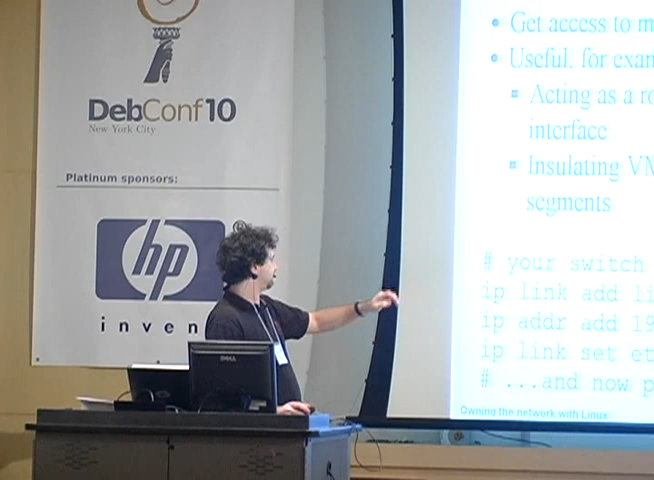 DebConf10
New York City
Platinum sponsors:
hp
inven
DELL
• Get access to m
• Useful, for exam
▪ Acting as a ro
interface
▪ Insulating VM
segments
# your switch
ip link add li
ip addr add 19
ip link set et
# ...and now p
Owning the network with Linux